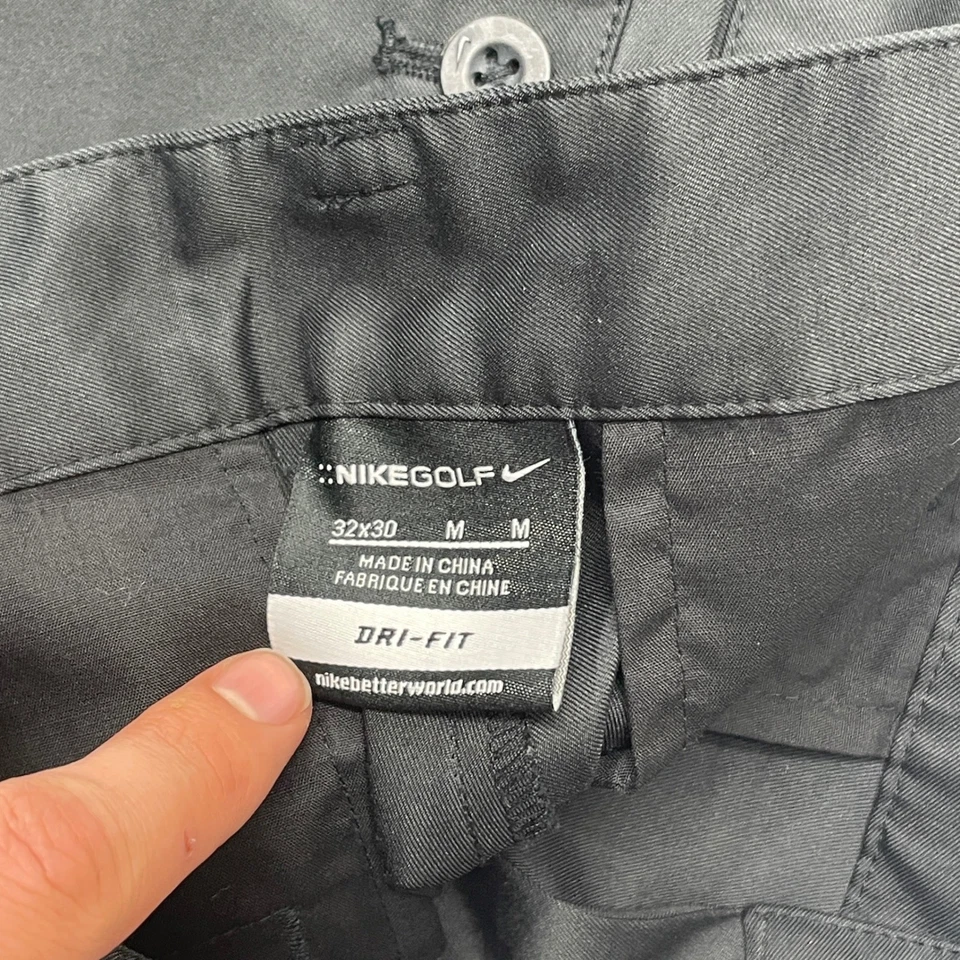 NIKEGOLF
32x30 M M
MADE IN CHINA
FABRIQUE EN CHINE
DRI-FIT
nikebetterworld.com